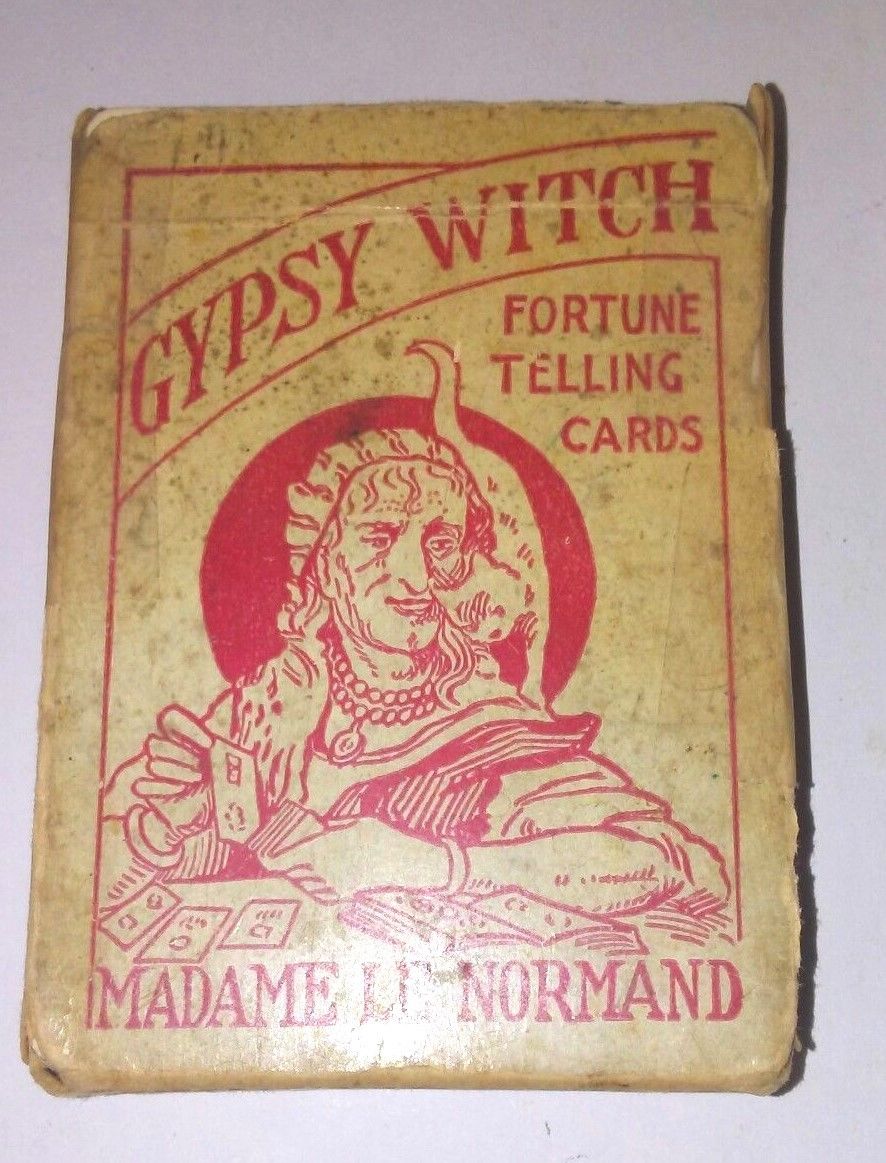 GYPSY WITCH
FORTUNE
TELLING
CARDS
MADAME LE NORMAND